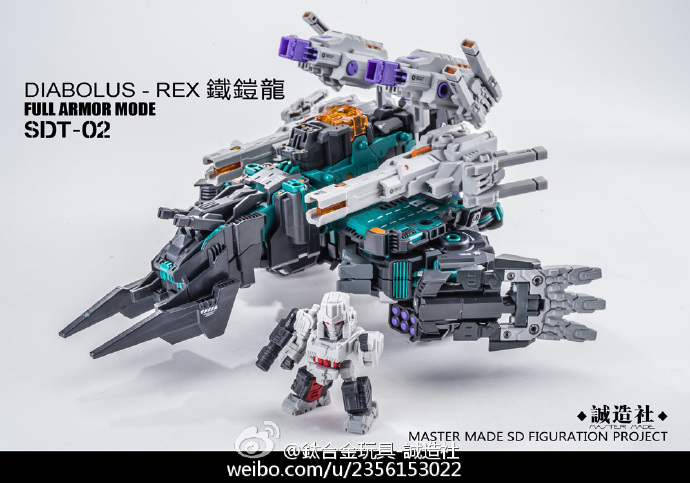 DIABOLUS - REX 鐵鎧龍
FULL ARMOR MODE
SDT-02
誠造社
MASTER MADE
MASTER MADE SD FIGURATION PROJECT
@鈦合金玩具-誠造社
weibo.com/u/2356153022